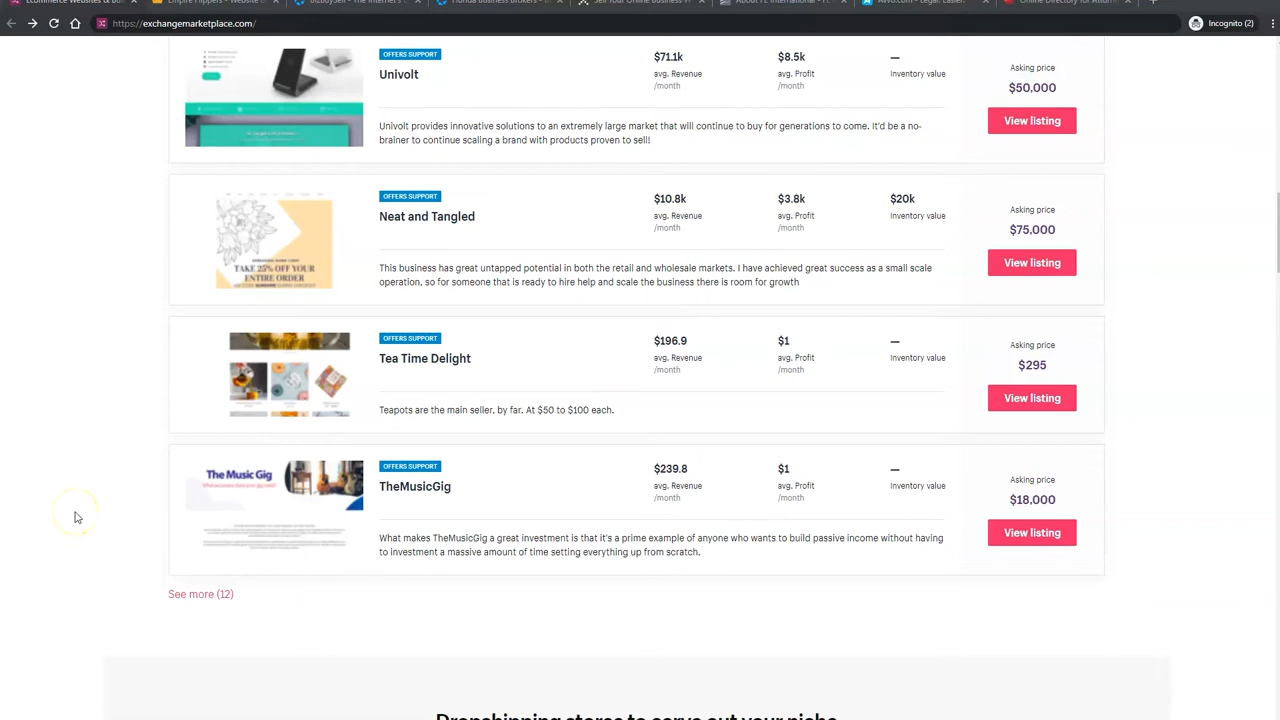 https://exchangemarketplace.com/
Incognito (2)
OFFERS SUPPORT
Univolt
$71.1k
avg. Revenue
/month
$8.5k
avg. Profit
/month
—
Inventory value
Asking price
$50,000
View listing
Univolt provides innovative solutions to an extremely large market that will continue to buy for generations to come. It'd be a no-
brainer to continue scaling a brand with products proven to sell!
OFFERS SUPPORT
Neat and Tangled
$10.8k
avg. Revenue
/month
$3.8k
avg. Profit
/month
$20k
Inventory value
Asking price
$75,000
View listing
TAKE 25% OFF YOUR
ENTIRE ORDER
This business has great untapped potential in both the retail and wholesale markets. I have achieved great success as a small scale
operation, so for someone that is ready to hire help and scale the business there is room for growth
OFFERS SUPPORT
Tea Time Delight
$196.9
avg. Revenue
/month
$1
avg. Profit
/month
—
Inventory value
Asking price
$295
View listing
Teapots are the main seller, by far. At $50 to $100 each.
The Music Gig
OFFERS SUPPORT
TheMusicGig
$239.8
avg. Revenue
/month
$1
avg. Profit
/month
—
Inventory value
Asking price
$18,000
View listing
What makes TheMusicGig a great investment is that it's a prime example of anyone who wants to build passive income without having
to investment a massive amount of time setting everything up from scratch.
See more (12)
Dropshipping stores to serve out your niche